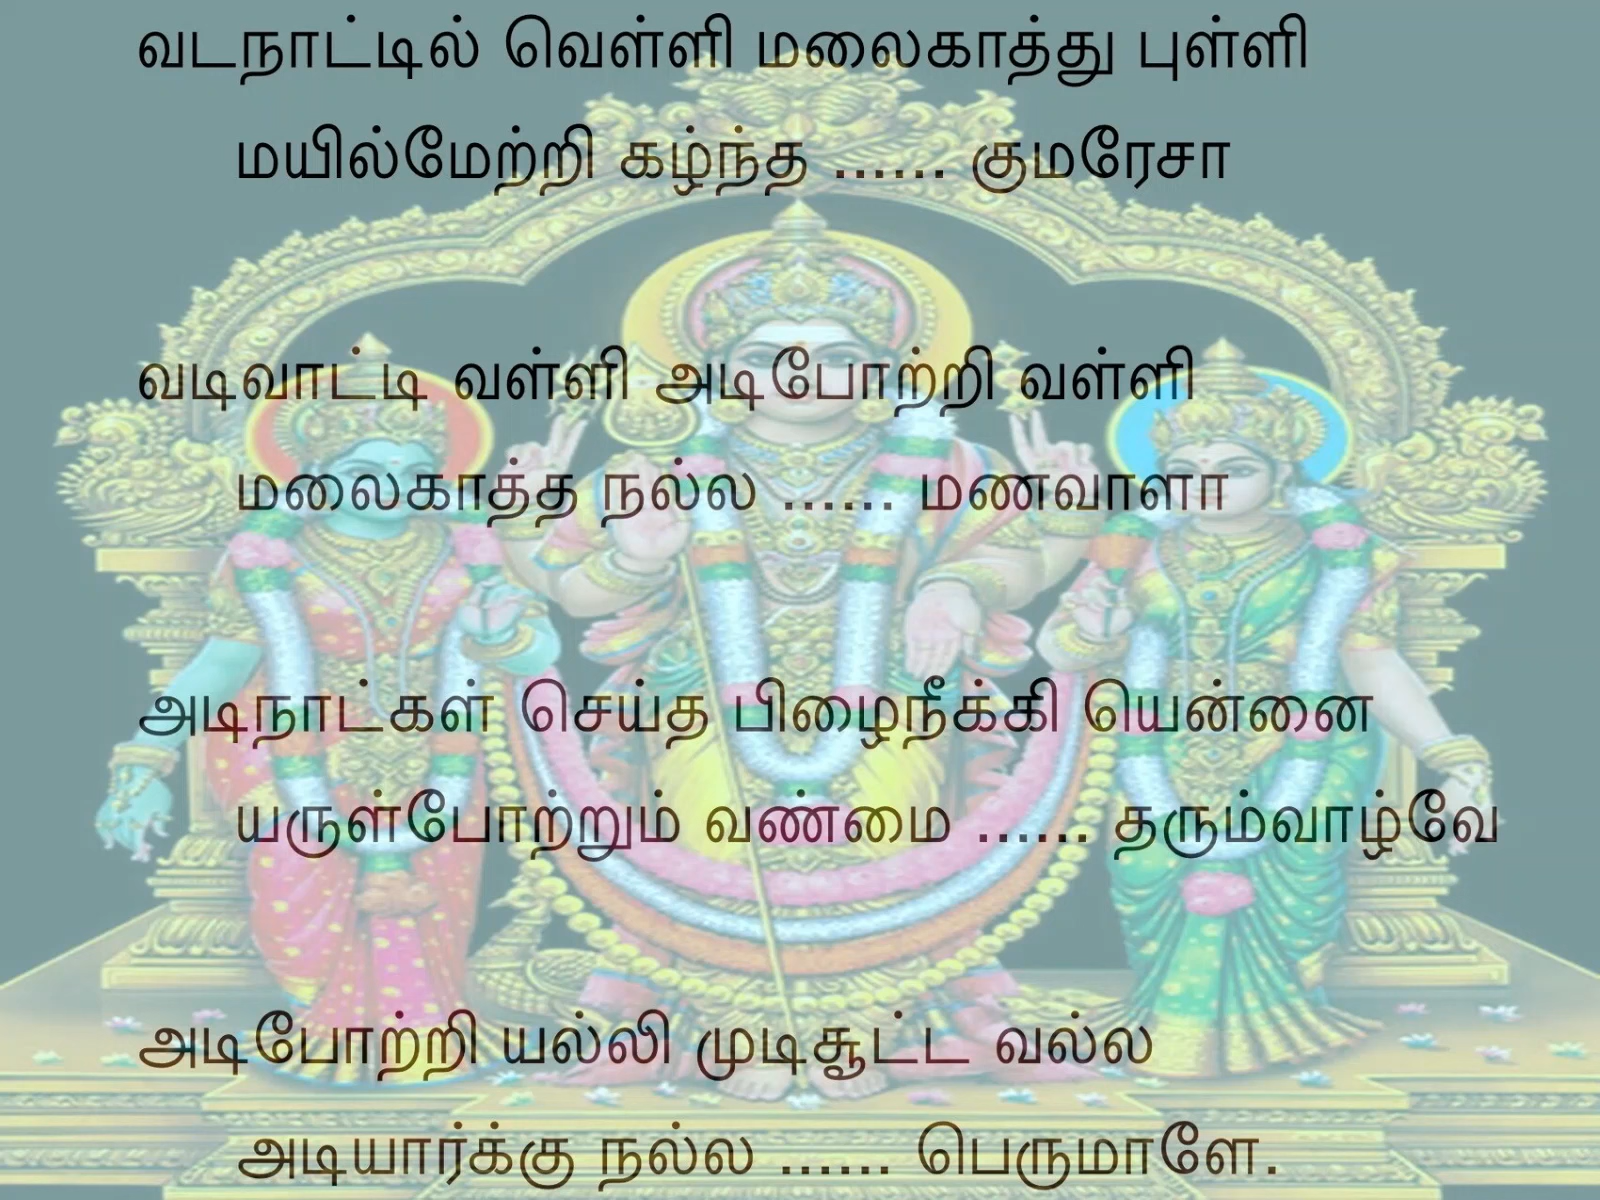 வடநாட்டில் வெள்ளி மலைகாத்து புள்ளி
மயில்மேற்றி கழ்ந்த ...... குமரேசா
வடிவாட்டி வள்ளி அடிபோற்றி வள்ளி
மலைகாத்த நல்ல ...... மணவாளா
அடிநாட்கள் செய்த பிழைநீக்கி யென்னை
யருள்போற்றும் வண்மை ...... தரும்வாழ்வே
அடிபோற்றி யல்லி முடிசூட்ட வல்ல
அடியார்க்கு நல்ல ...... பெருமாளே.